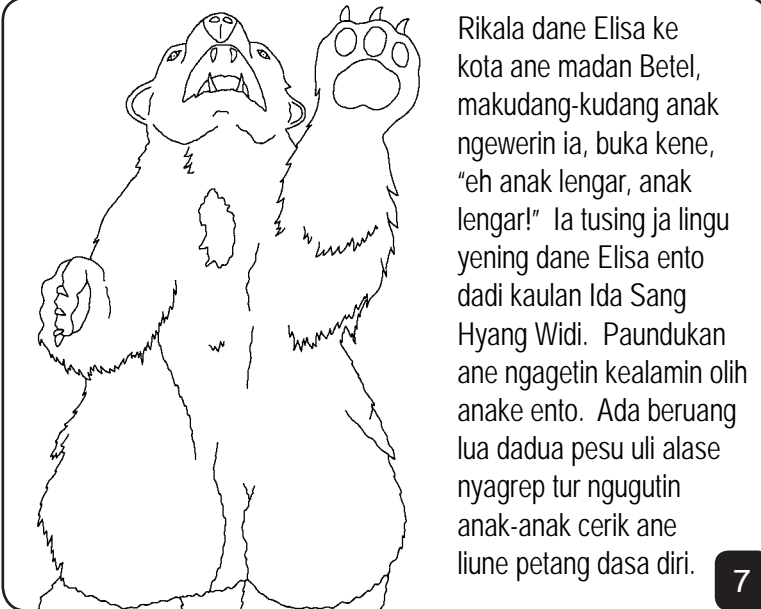 Rikala dane Elisa ke
kota ane madan Betel,
makudang-kudang anak
ngewerin ia, buka kene,
“eh anak lengar, anak
lengar!” Ia tusing ja lingu
yening dane Elisa ento
dadi kaulan Ida Sang
Hyang Widi. Paundukan
ane ngagetin kealamin olih
anake ento. Ada beruang
lua dadua pesu uli alase
nyagrep tur ngugutin
anak-anak cerik ane
liune petang dasa diri.
7